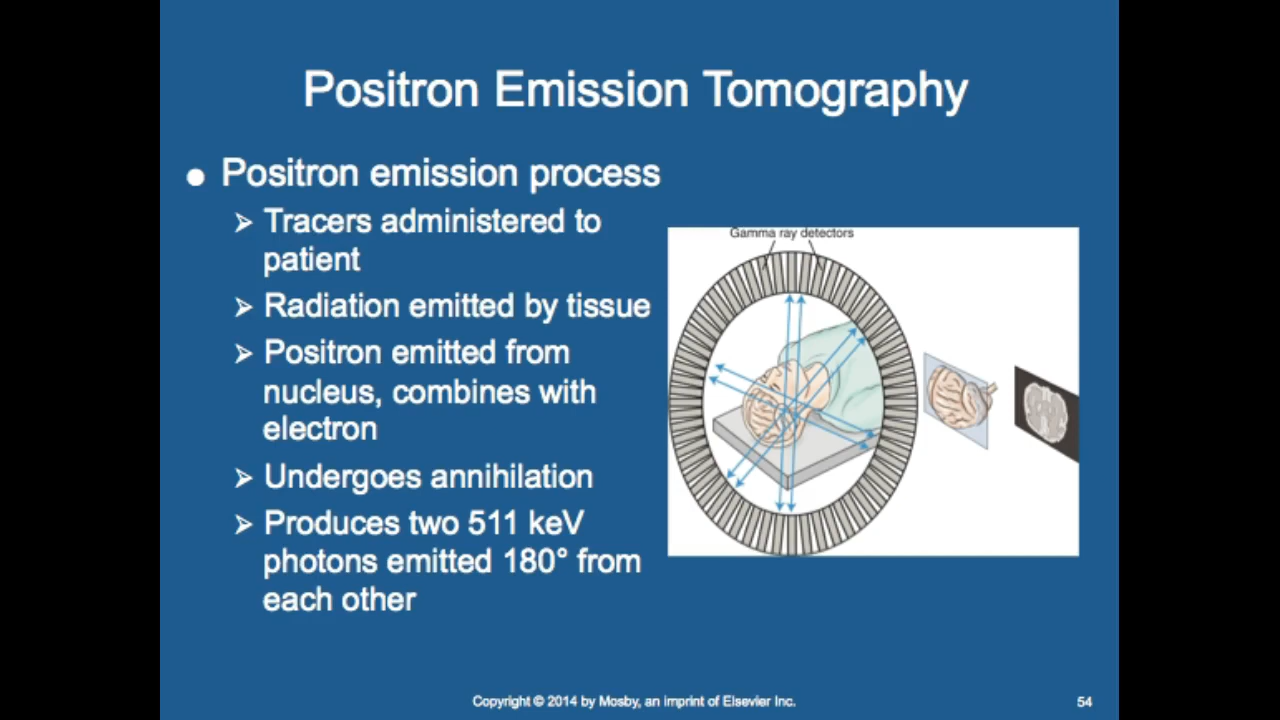 Positron Emission Tomography
● Positron emission process
➢ Tracers administered to
patient
➢ Radiation emitted by tissue
➢ Positron emitted from
nucleus, combines with
electron
➢ Undergoes annihilation
➢ Produces two 511 keV
photons emitted 180° from
each other
Gamma ray detectors
Copyright © 2014 by Mosby, an imprint of Elsevier Inc.
54